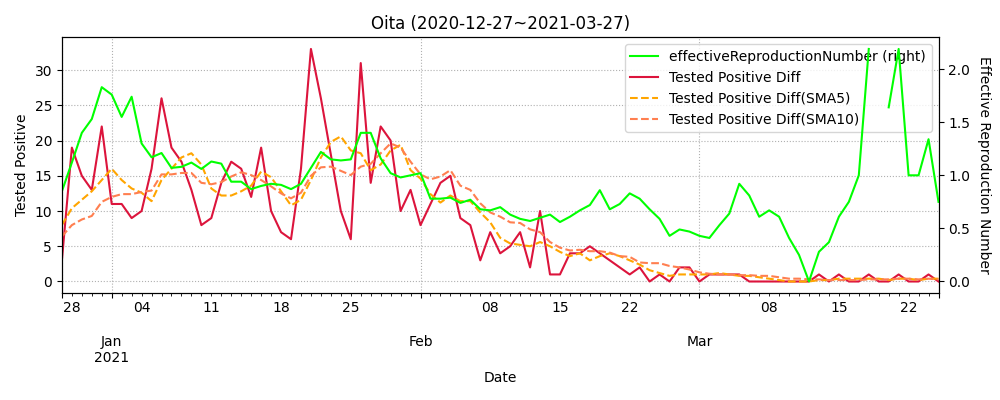 Oita (2020-12-27~2021-03-27)
effectiveReproductionNumber (right)
Tested Positive Diff
Tested Positive Diff(SMA5)
Tested Positive Diff(SMA10)
Tested Positive
30
25
20
15
10
5
0
2.0
1.5
1.0
0.5
0.0
Effective Reproduction Number
28 04 11 18 25 08 15 22 08 15 22
Jan Feb Mar
2021
Date